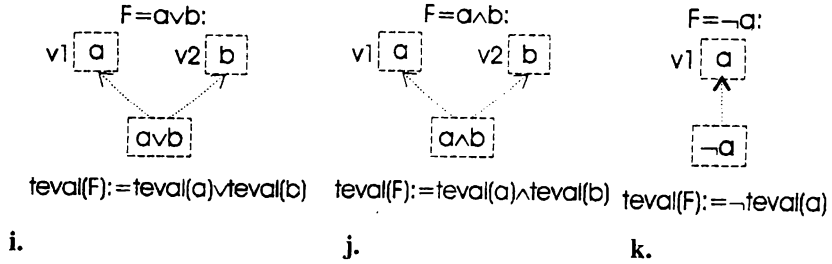 F=a∨b:
v1 a v2 b
a∨b
teval(F):=teval(a)∨teval(b)
i.
F=a∧b:
v1 a v2 b
a∧b
teval(F):=teval(a)∧teval(b)
j.
F=¬a:
v1 a
¬a
teval(F):=¬teval(a)
k.